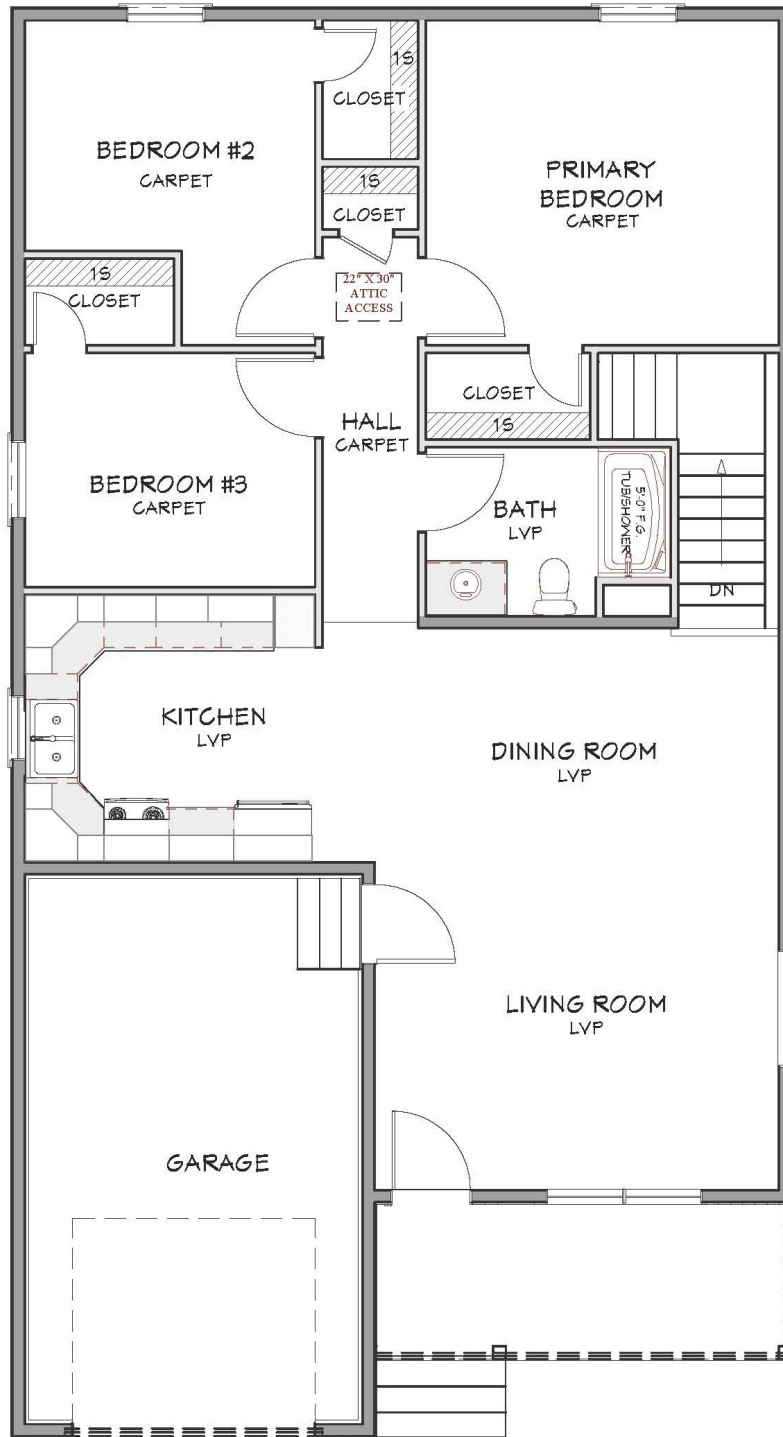 1S
CLOSET
BEDROOM #2
CARPET
PRIMARY
BEDROOM
CARPET
1S
CLOSET
1S
CLOSET
22" X 30"
ATTIC
ACCESS
CLOSET
1S
HALL
CARPET
BEDROOM #3
CARPET
BATH
LVP
5'-0" F.G.
TUB/SHOWER
DN
KITCHEN
LVP
DINING ROOM
LVP
LIVING ROOM
LVP
GARAGE